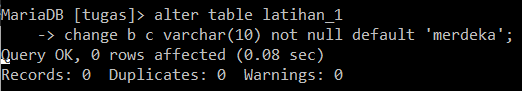 MariaDB [tugas]> alter table latihan_1
    -> change b c varchar(10) not null default 'merdeka';
Query OK, 0 rows affected (0.08 sec)
Records: 0  Duplicates: 0  Warnings: 0